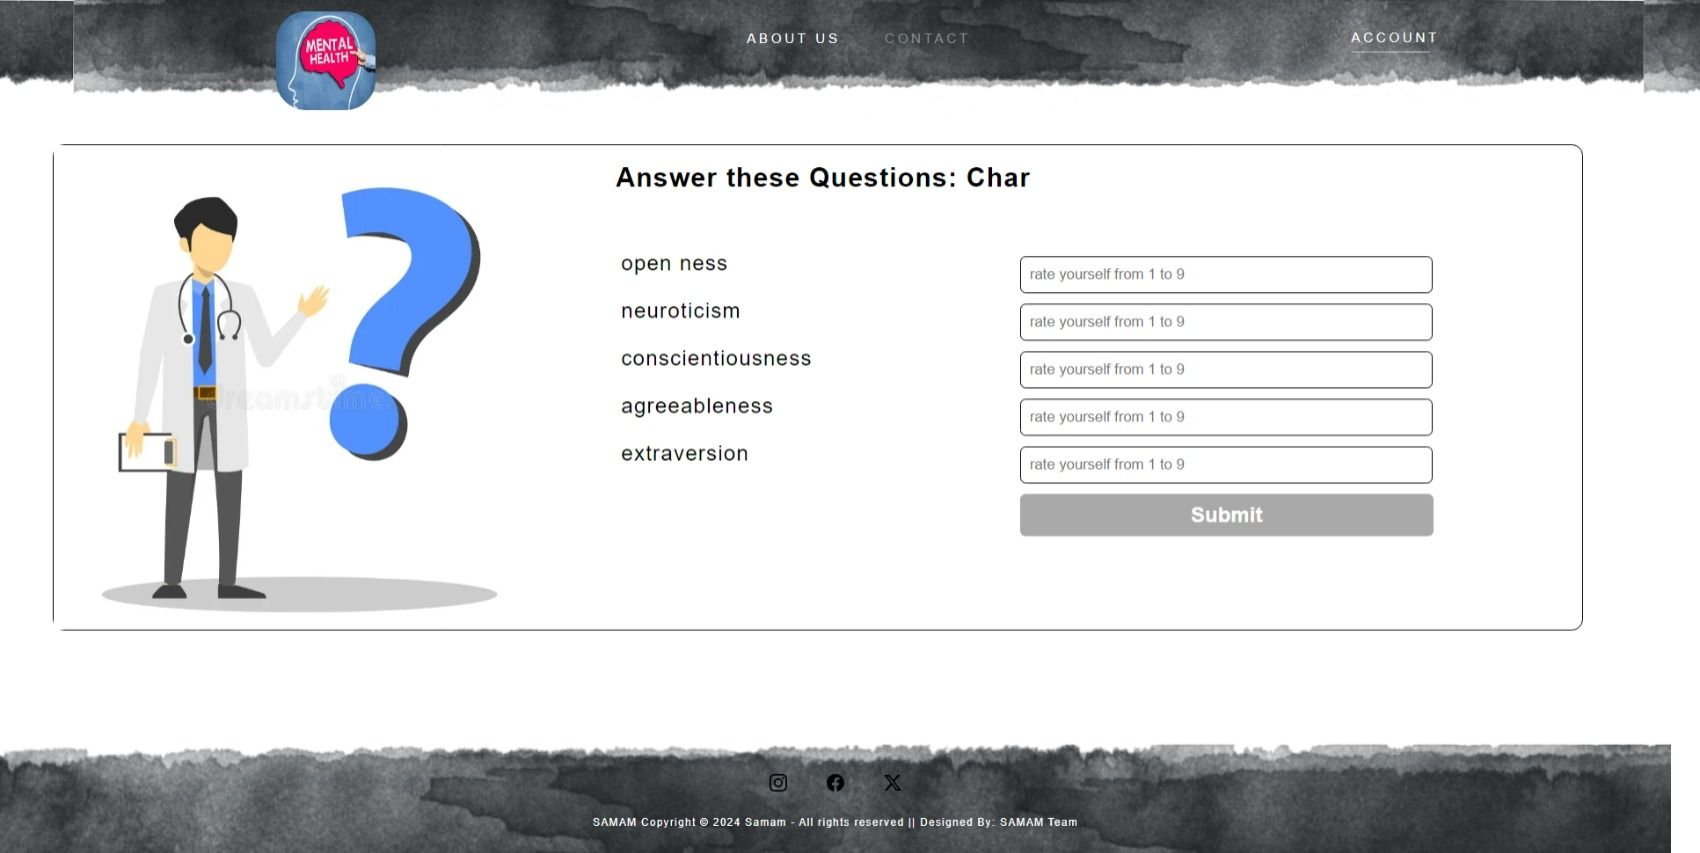 MENTAL
HEALTH
ABOUT US
CONTACT
ACCOUNT
Answer these Questions: Char
open ness
rate yourself from 1 to 9
neuroticism
rate yourself from 1 to 9
conscientiousness
rate yourself from 1 to 9
agreeableness
rate yourself from 1 to 9
extraversion
rate yourself from 1 to 9
Submit
dreamstime.
SAMAM Copyright © 2024 Samam - All rights reserved || Designed By: SAMAM Team